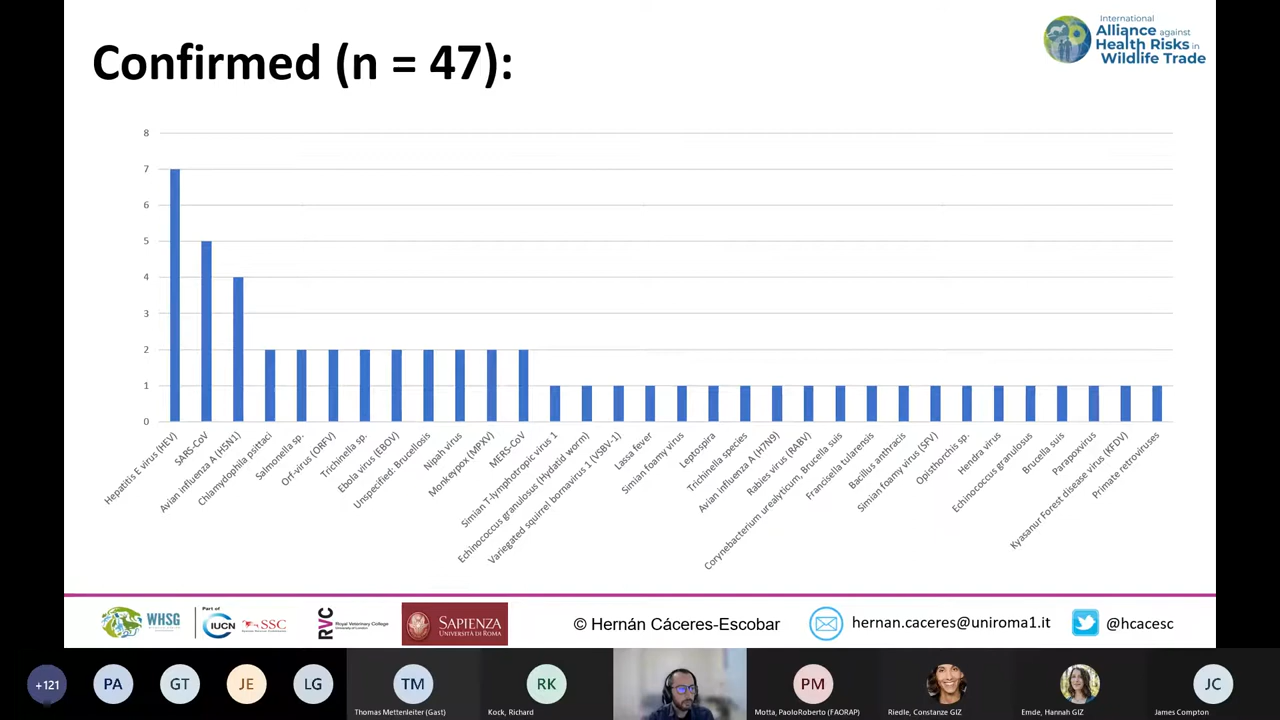 Confirmed (n = 47):
International
Alliance against
Health Risks in
Wildlife Trade
8
7
6
5
4
3
2
1
0
Hepatitis E virus (HEV)
SARS-CoV
Avian influenza A (H5N1)
Chlamydophila psittaci
Salmonella sp.
Orf-virus (ORFV)
Trichinella sp.
Ebola virus (EBOV)
Unspecified: Brucellosis
Nipah virus
Monkeypox (MPXV)
MERS-CoV
Simian T-lymphotropic virus 1
Echinococcus granulosus (Hydatid worm)
Variegated squirrel bornavirus 1 (VSBV-1)
Lassa fever
Simian foamy virus
Leptospira
Trichinella species
Avian influenza A (H7N9)
Rabies virus (RABV)
Corynebacterium urealyticum, Brucella suis
Francisella tularensis
Bacillus anthracis
Simian foamy virus (SFV)
Opisthorchis sp.
Hendra virus
Echinococcus granulosus
Brucella suis
Parapoxvirus
Kyasanur Forest disease virus (KFDV)
Primate retroviruses
WHSG
Part of
IUCN
SSC
RVC
Royal Veterinary College
University of London
SAPIENZA
UNIVERSITÀ DI ROMA
© Hernán Cáceres-Escobar
hernan.caceres@uniroma1.it
@hcacesc
+121
PA
GT
JE
LG
TM
Thomas Mettenleiter (Gast)
RK
Kock, Richard
PM
Motta, PaoloRoberto (FAORAP)
Riedle, Constanze GIZ
Emde, Hannah GIZ
JC
James Compton